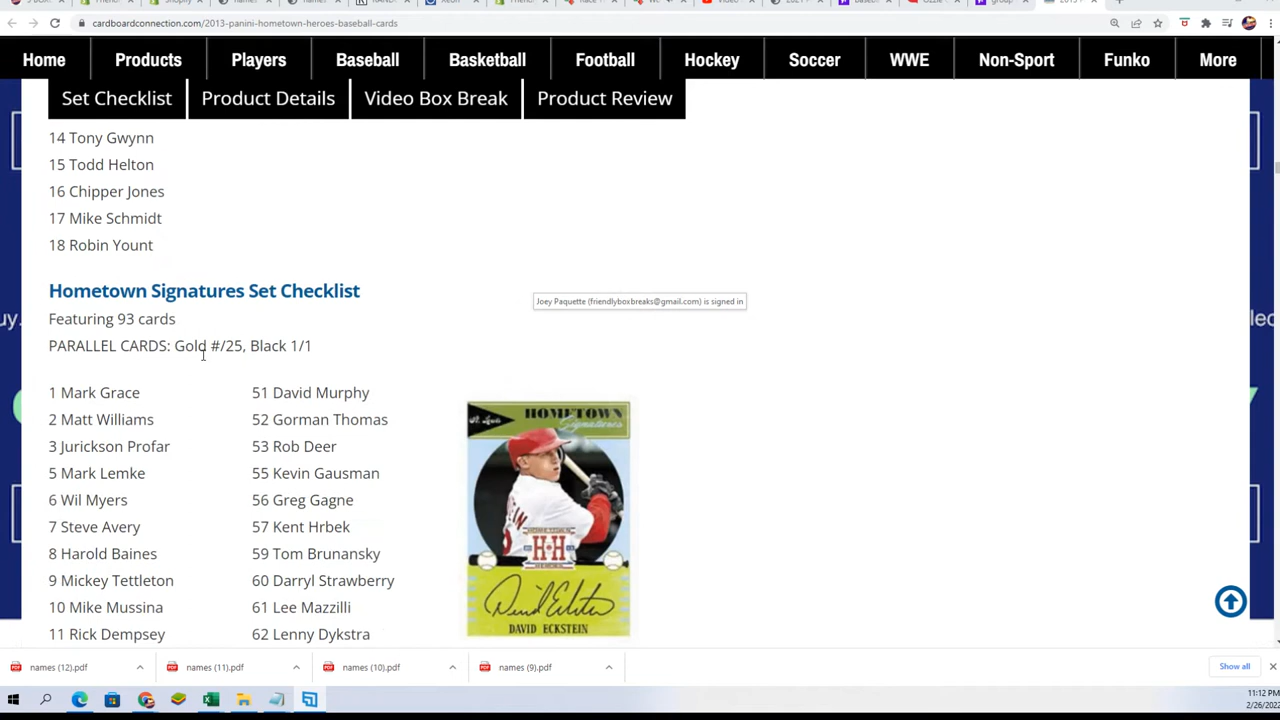 cardboardconnection.com/2013-panini-hometown-heroes-baseball-cards
Home Products Players Baseball Basketball Football Hockey Soccer WWE Non-Sport Funko More
Set Checklist Product Details Video Box Break Product Review
14 Tony Gwynn
15 Todd Helton
16 Chipper Jones
17 Mike Schmidt
18 Robin Yount
Hometown Signatures Set Checklist
Joey Paquette (friendlyboxbreaks@gmail.com) is signed in
Featuring 93 cards
PARALLEL CARDS: Gold #/25, Black 1/1
1 Mark Grace
2 Matt Williams
3 Jurickson Profar
5 Mark Lemke
6 Wil Myers
7 Steve Avery
8 Harold Baines
9 Mickey Tettleton
10 Mike Mussina
11 Rick Dempsey
51 David Murphy
52 Gorman Thomas
53 Rob Deer
55 Kevin Gausman
56 Greg Gagne
57 Kent Hrbek
59 Tom Brunansky
60 Darryl Strawberry
61 Lee Mazzilli
62 Lenny Dykstra
St. Louis
HOMETOWN
Signatures
HOMETOWN
H H
HEROES
David Eckstein
DAVID ECKSTEIN
names (12).pdf names (11).pdf names (10).pdf names (9).pdf Show all
11:12 PM